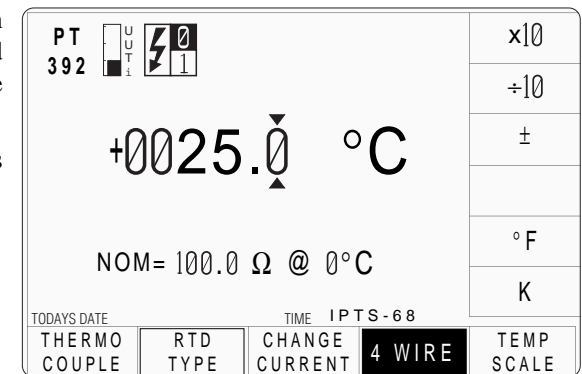 PT
392
U
U
T
i
0
1
+0025.0 °C
NOM= 100.0 Ω @ 0°C
TODAYS DATE
TIME IPTS-68
x10
÷10
±
°F
K
THERMO
COUPLE
RTD
TYPE
CHANGE
CURRENT
4 WIRE
TEMP
SCALE